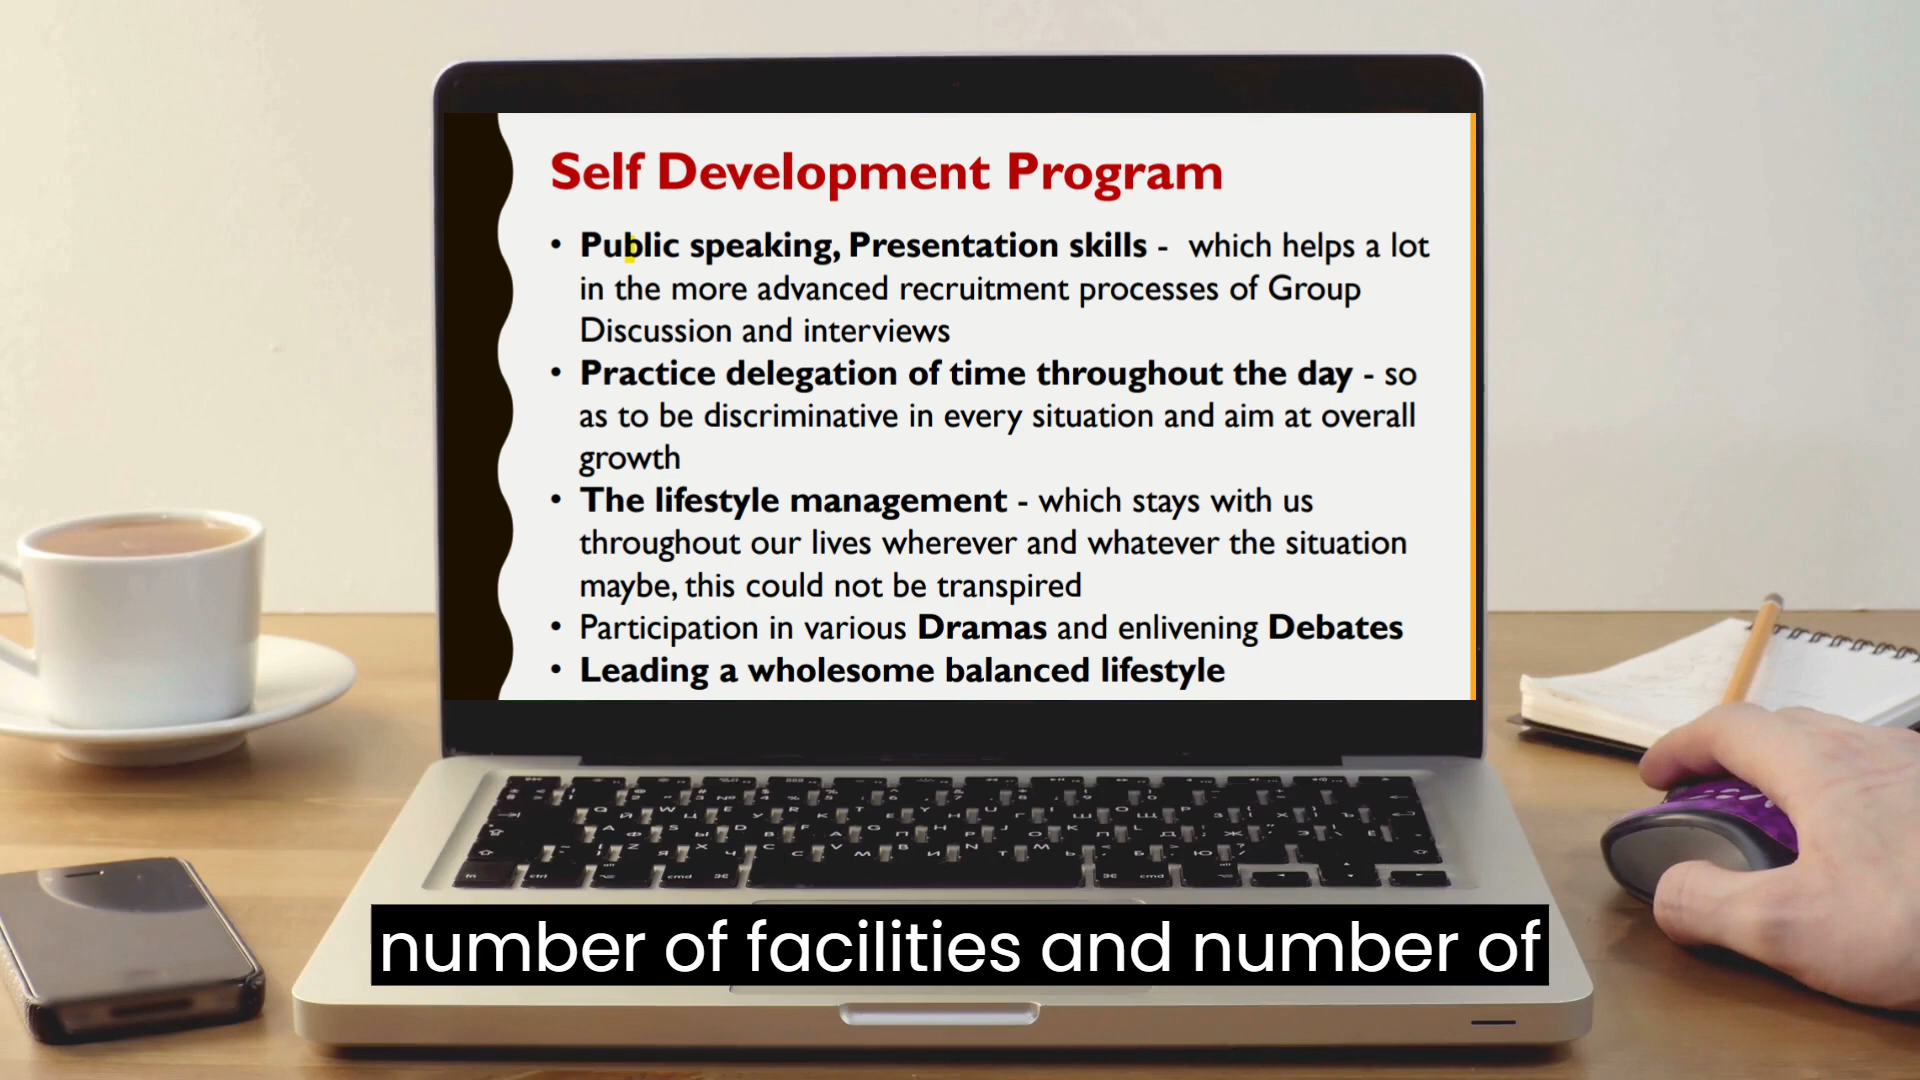 Self Development Program
• Public speaking, Presentation skills - which helps a lot
in the more advanced recruitment processes of Group
Discussion and interviews
• Practice delegation of time throughout the day - so
as to be discriminative in every situation and aim at overall
growth
• The lifestyle management - which stays with us
throughout our lives wherever and whatever the situation
maybe, this could not be transpired
• Participation in various Dramas and enlivening Debates
• Leading a wholesome balanced lifestyle
number of facilities and number of